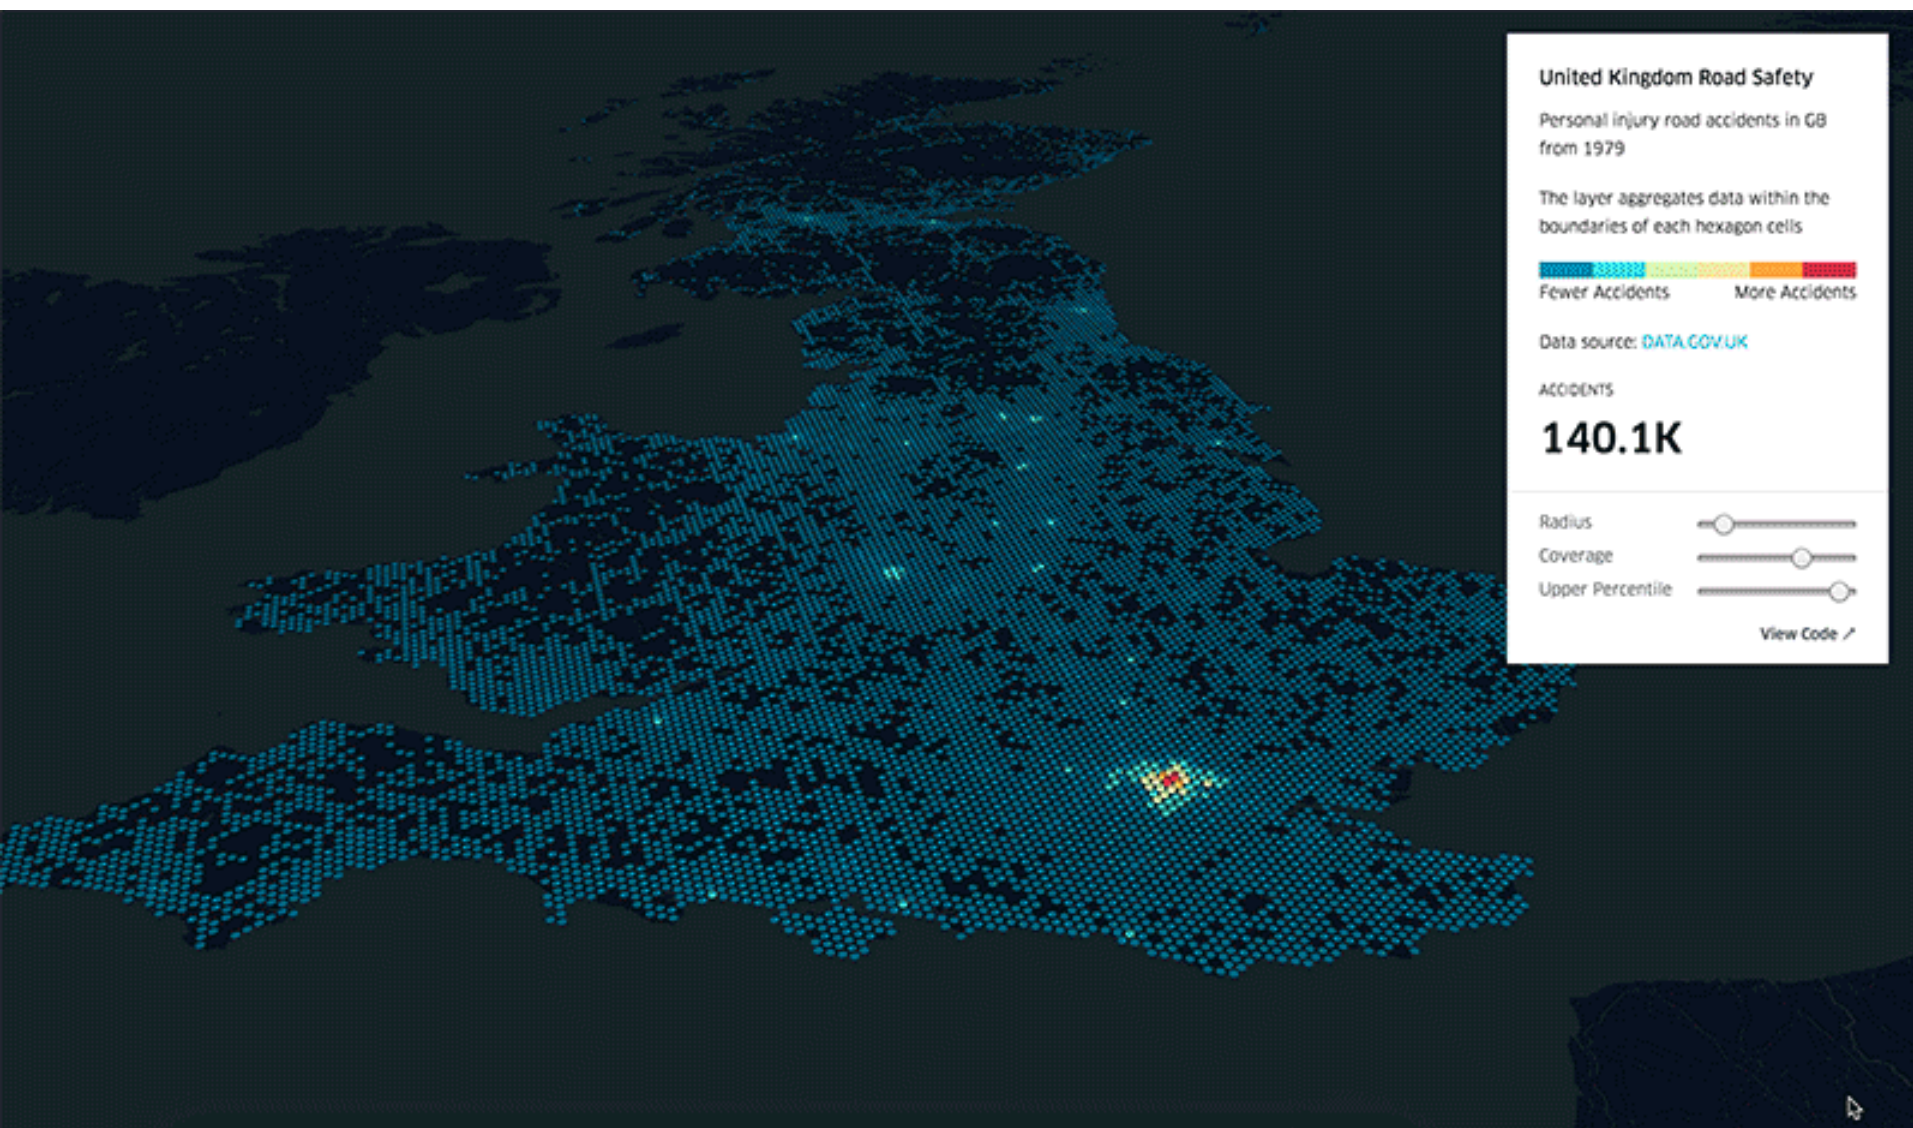 United Kingdom Road Safety
Personal injury road accidents in GB
from 1979
The layer aggregates data within the
boundaries of each hexagon cells
Fewer Accidents More Accidents
Data source: DATA.GOV.UK
ACCIDENTS
140.1K
Radius
Coverage
Upper Percentile
View Code ↗